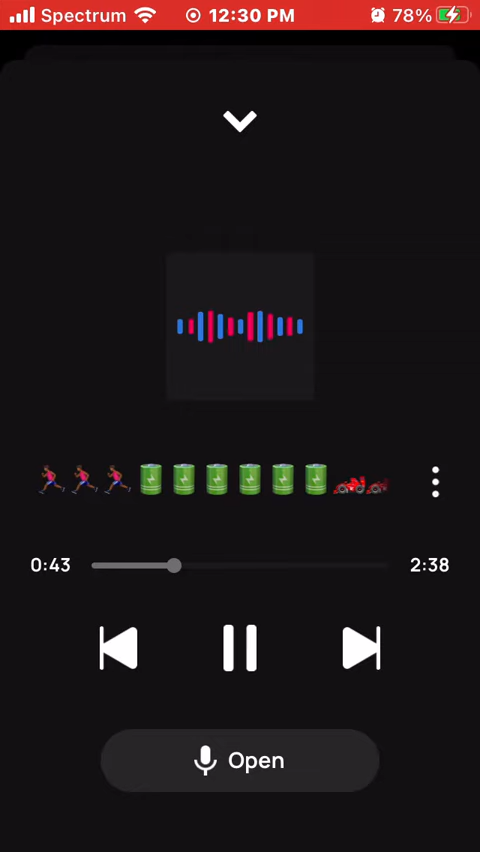 Spectrum 12:30 PM 78%
🏃🏾🏃🏾🏃🏾🔋🔋🔋🔋🔋🔋🏎🏎
0:43 2:38
Open